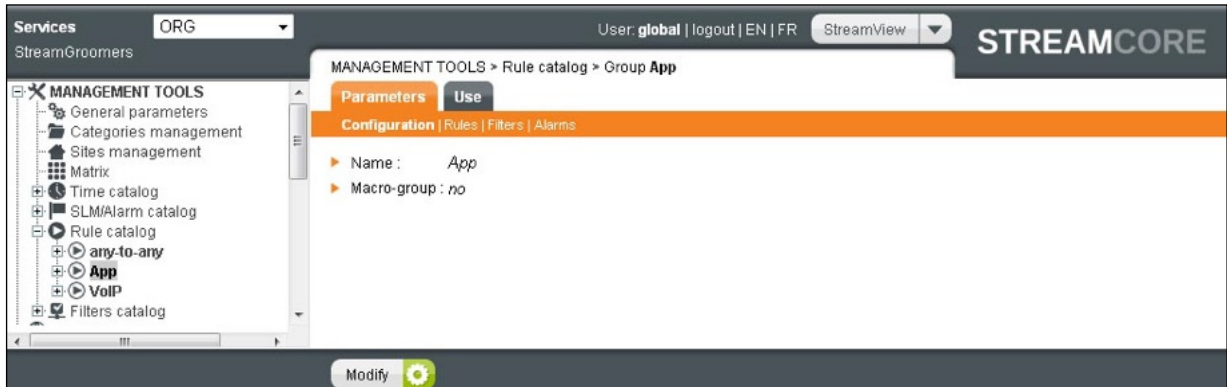 Services ORG
StreamGroomers
User: global | logout | EN | FR StreamView
STREAMCORE
MANAGEMENT TOOLS > Rule catalog > Group App
Parameters Use
Configuration | Rules | Filters | Alarms
Name : App
Macro-group : no
MANAGEMENT TOOLS
General parameters
Categories management
Sites management
Matrix
Time catalog
SLM/Alarm catalog
Rule catalog
any-to-any
App
VoIP
Filters catalog
Modify